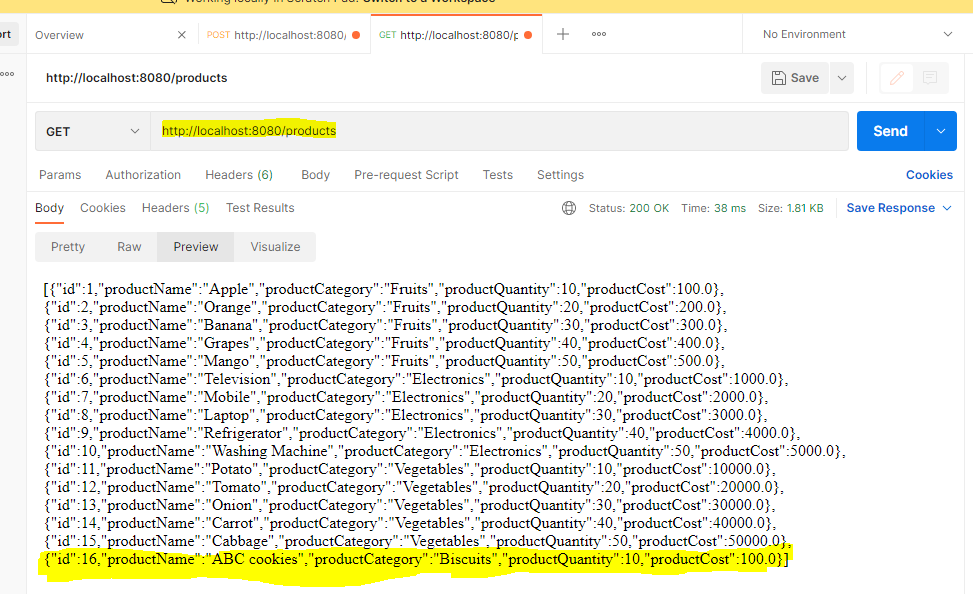 Working locally in Scratch Pad. Switch to a Workspace
ort
Overview
POST http://localhost:8080/
GET http://localhost:8080/p
No Environment
http://localhost:8080/products
Save
GET
http://localhost:8080/products
Send
Params Authorization Headers (6) Body Pre-request Script Tests Settings Cookies
Body Cookies Headers (5) Test Results Status: 200 OK Time: 38 ms Size: 1.81 KB Save Response
Pretty Raw Preview Visualize
[{"id":1,"productName":"Apple","productCategory":"Fruits","productQuantity":10,"productCost":100.0},
{"id":2,"productName":"Orange","productCategory":"Fruits","productQuantity":20,"productCost":200.0},
{"id":3,"productName":"Banana","productCategory":"Fruits","productQuantity":30,"productCost":300.0},
{"id":4,"productName":"Grapes","productCategory":"Fruits","productQuantity":40,"productCost":400.0},
{"id":5,"productName":"Mango","productCategory":"Fruits","productQuantity":50,"productCost":500.0},
{"id":6,"productName":"Television","productCategory":"Electronics","productQuantity":10,"productCost":1000.0},
{"id":7,"productName":"Mobile","productCategory":"Electronics","productQuantity":20,"productCost":2000.0},
{"id":8,"productName":"Laptop","productCategory":"Electronics","productQuantity":30,"productCost":3000.0},
{"id":9,"productName":"Refrigerator","productCategory":"Electronics","productQuantity":40,"productCost":4000.0},
{"id":10,"productName":"Washing Machine","productCategory":"Electronics","productQuantity":50,"productCost":5000.0},
{"id":11,"productName":"Potato","productCategory":"Vegetables","productQuantity":10,"productCost":10000.0},
{"id":12,"productName":"Tomato","productCategory":"Vegetables","productQuantity":20,"productCost":20000.0},
{"id":13,"productName":"Onion","productCategory":"Vegetables","productQuantity":30,"productCost":30000.0},
{"id":14,"productName":"Carrot","productCategory":"Vegetables","productQuantity":40,"productCost":40000.0},
{"id":15,"productName":"Cabbage","productCategory":"Vegetables","productQuantity":50,"productCost":50000.0},
{"id":16,"productName":"ABC cookies","productCategory":"Biscuits","productQuantity":10,"productCost":100.0}]